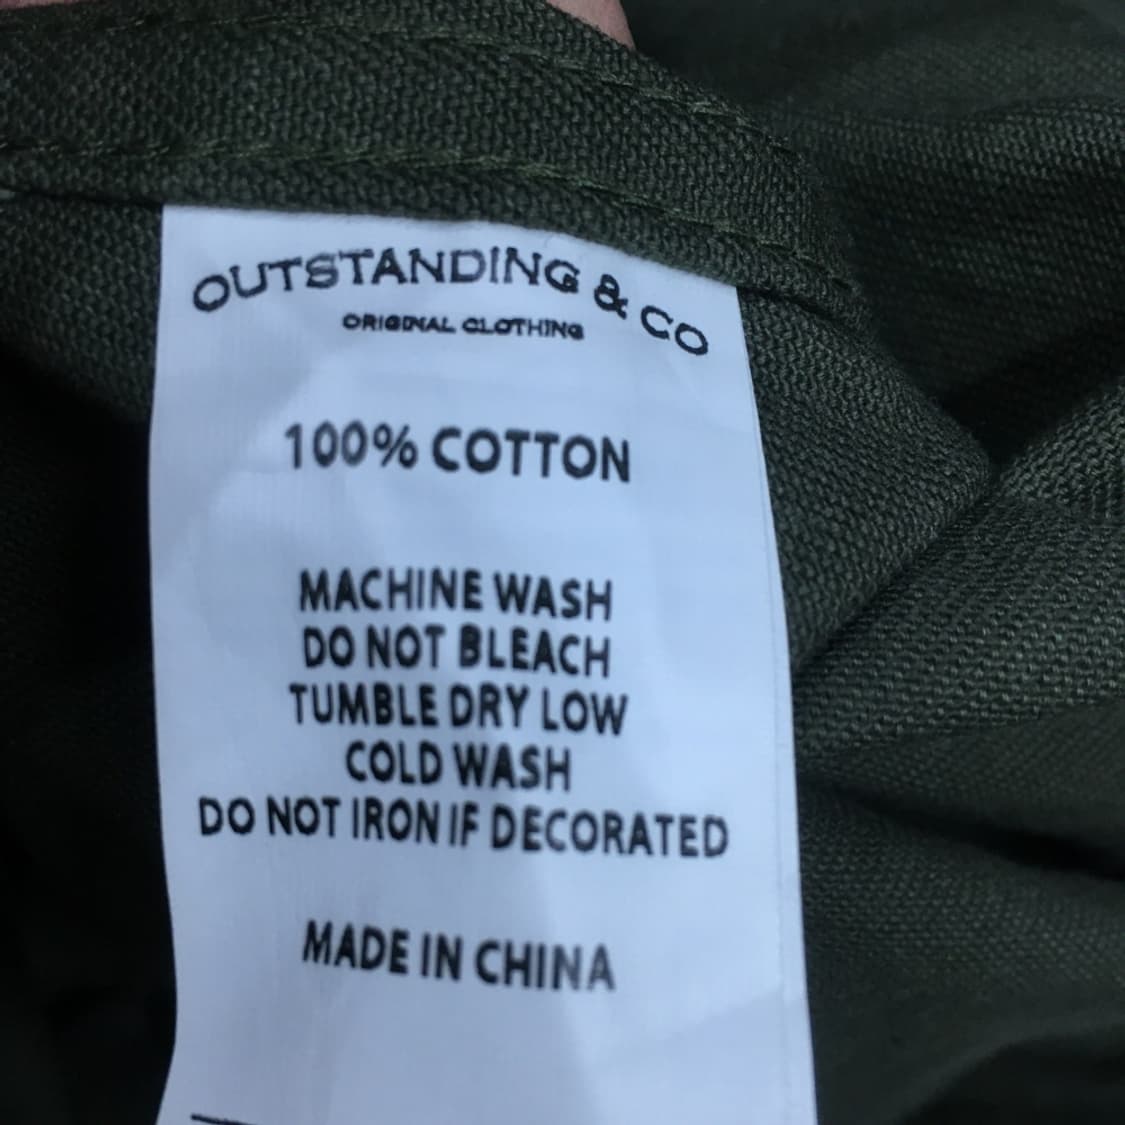 OUTSTANDING & CO
ORIGINAL CLOTHING
100% COTTON
MACHINE WASH
DO NOT BLEACH
TUMBLE DRY LOW
COLD WASH
DO NOT IRON IF DECORATED
MADE IN CHINA